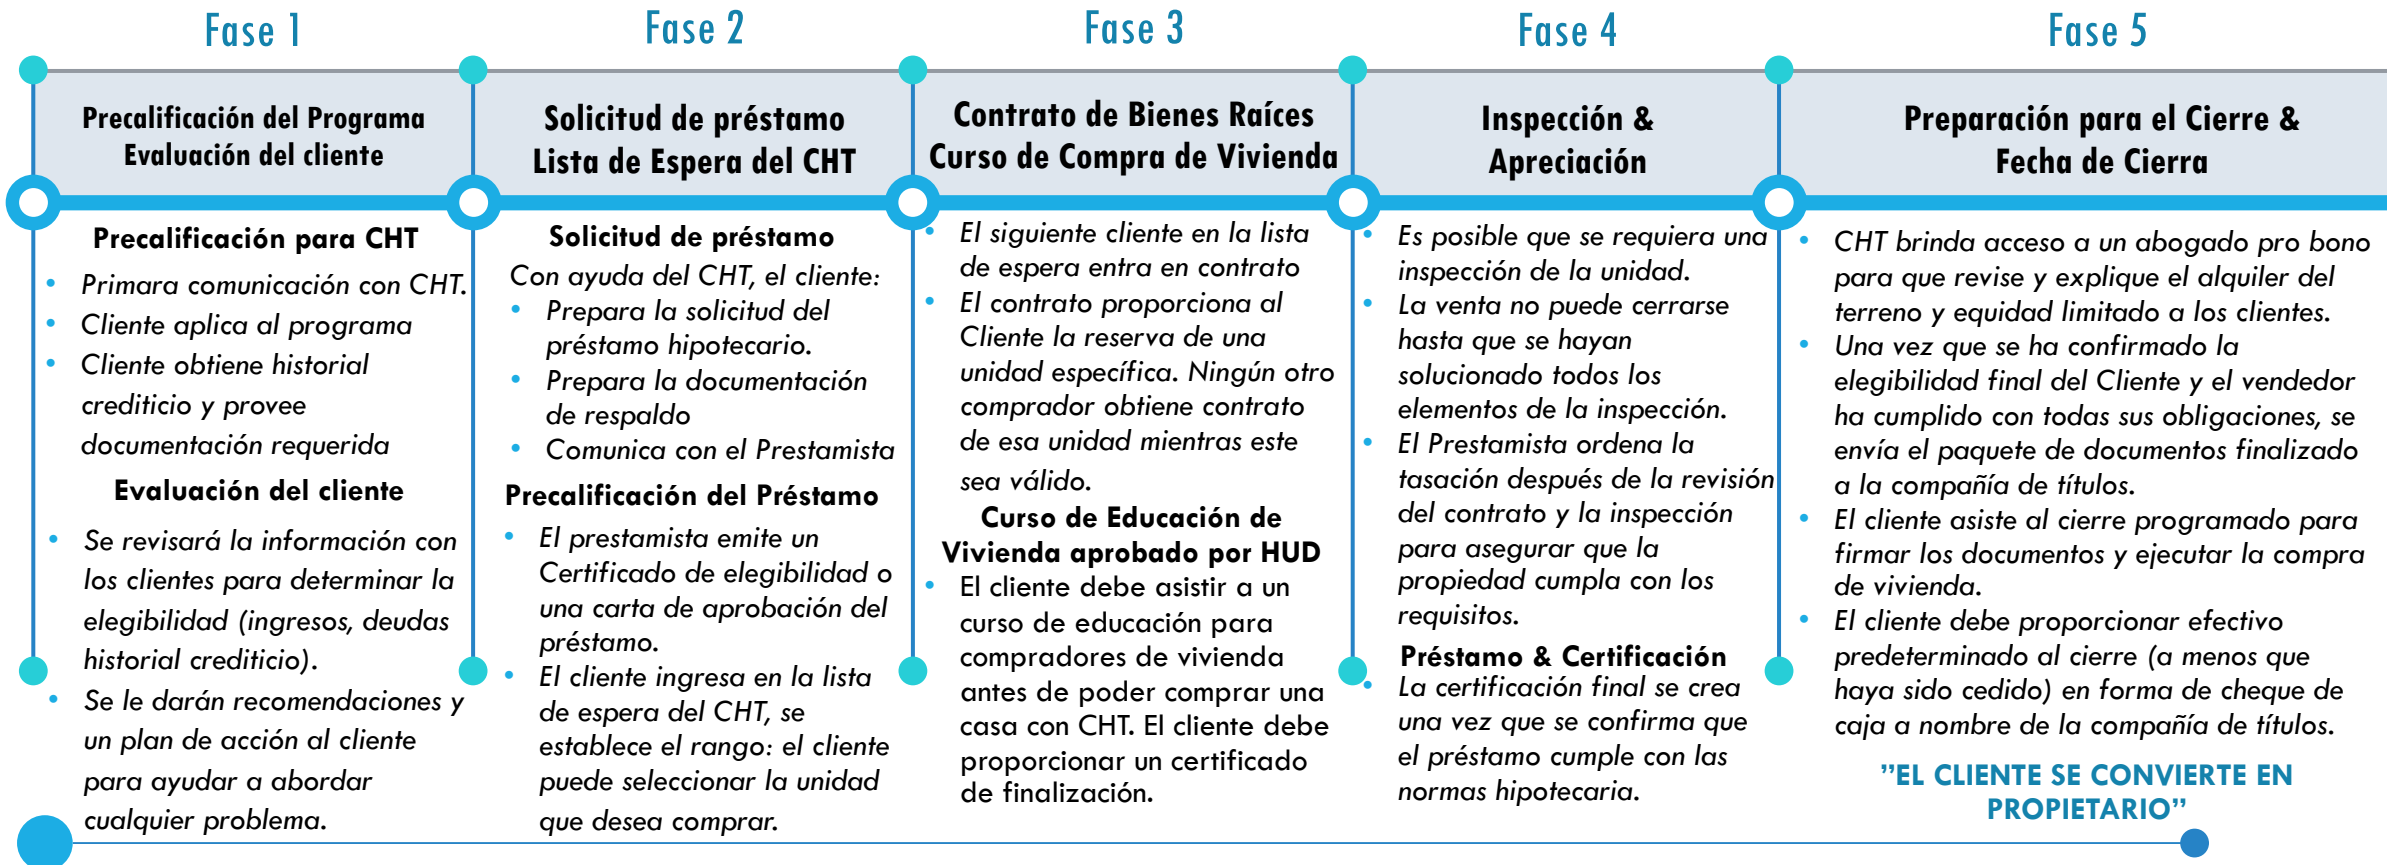 Fase 1
Precalificación del Programa
Evaluación del cliente
Precalificación para CHT
• Primara comunicación con CHT.
• Cliente aplica al programa
• Cliente obtiene historial
crediticio y provee
documentación requerida
Evaluación del cliente
• Se revisará la información con
los clientes para determinar la
elegibilidad (ingresos, deudas
historial crediticio).
• Se le darán recomendaciones y
un plan de acción al cliente
para ayudar a abordar
cualquier problema.
Fase 2
Solicitud de préstamo
Lista de Espera del CHT
Solicitud de préstamo
Con ayuda del CHT, el cliente:
• Prepara la solicitud del
préstamo hipotecario.
• Prepara la documentación
de respaldo
• Comunica con el Prestamista
Precalificación del Préstamo
• El prestamista emite un
Certificado de elegibilidad o
una carta de aprobación del
préstamo.
• El cliente ingresa en la lista
de espera del CHT, se
establece el rango: el cliente
puede seleccionar la unidad
que desea comprar.
Fase 3
Contrato de Bienes Raíces
Curso de Compra de Vivienda
• El siguiente cliente en la lista
de espera entra en contrato
• El contrato proporciona al
Cliente la reserva de una
unidad específica. Ningún otro
comprador obtiene contrato
de esa unidad mientras este
sea válido.
Curso de Educación de
Vivienda aprobado por HUD
• El cliente debe asistir a un
curso de educación para
compradores de vivienda
antes de poder comprar una
casa con CHT. El cliente debe
proporcionar un certificado
de finalización.
Fase 4
Inspección &
Apreciación
• Es posible que se requiera una
inspección de la unidad.
• La venta no puede cerrarse
hasta que se hayan
solucionado todos los
elementos de la inspección.
• El Prestamista ordena la
tasación después de la revisión
del contrato y la inspección
para asegurar que la
propiedad cumpla con los
requisitos.
Préstamo & Certificación
• La certificación final se crea
una vez que se confirma que
el préstamo cumple con las
normas hipotecaria.
Fase 5
Preparación para el Cierre &
Fecha de Cierra
• CHT brinda acceso a un abogado pro bono
para que revise y explique el alquiler del
terreno y equidad limitado a los clientes.
• Una vez que se ha confirmado la
elegibilidad final del Cliente y el vendedor
ha cumplido con todas sus obligaciones, se
envía el paquete de documentos finalizado
a la compañía de títulos.
• El cliente asiste al cierre programado para
firmar los documentos y ejecutar la compra
de vivienda.
• El cliente debe proporcionar efectivo
predeterminado al cierre (a menos que
haya sido cedido) en forma de cheque de
caja a nombre de la compañía de títulos.
”EL CLIENTE SE CONVIERTE EN
PROPIETARIO”